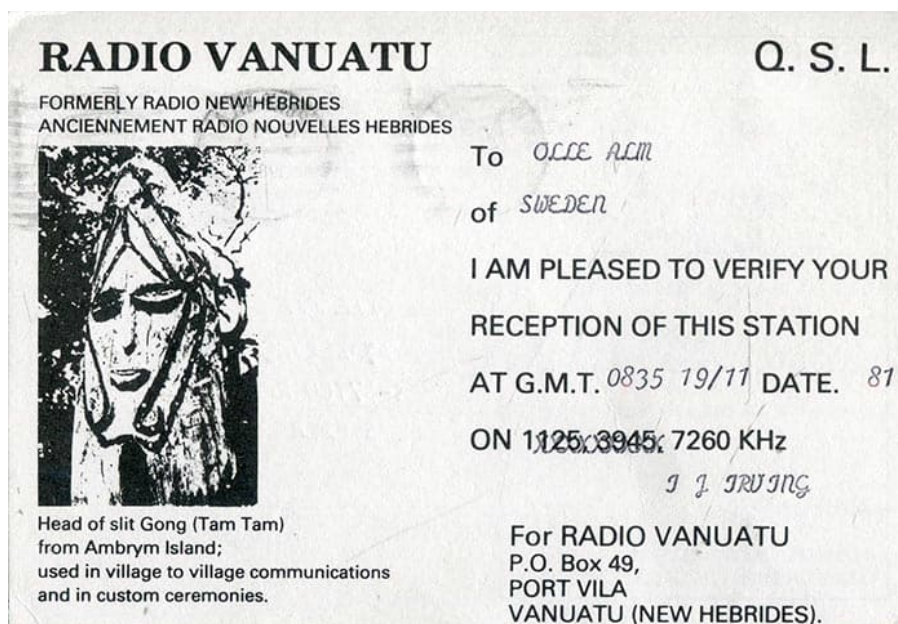 RADIO VANUATU
FORMERLY RADIO NEW HEBRIDES
ANCIENNEMENT RADIO NOUVELLES HEBRIDES
Head of slit Gong (Tam Tam)
from Ambrym Island;
used in village to village communications
and in custom ceremonies.
Q. S. L.
To OLLE ALM
of SWEDEN
I AM PLEASED TO VERIFY YOUR
RECEPTION OF THIS STATION
AT G.M.T. 0835 19/11 DATE. 81
ON 1125, 3945, 7260 KHz
I J IRVING
For RADIO VANUATU
P.O. Box 49,
PORT VILA
VANUATU (NEW HEBRIDES).